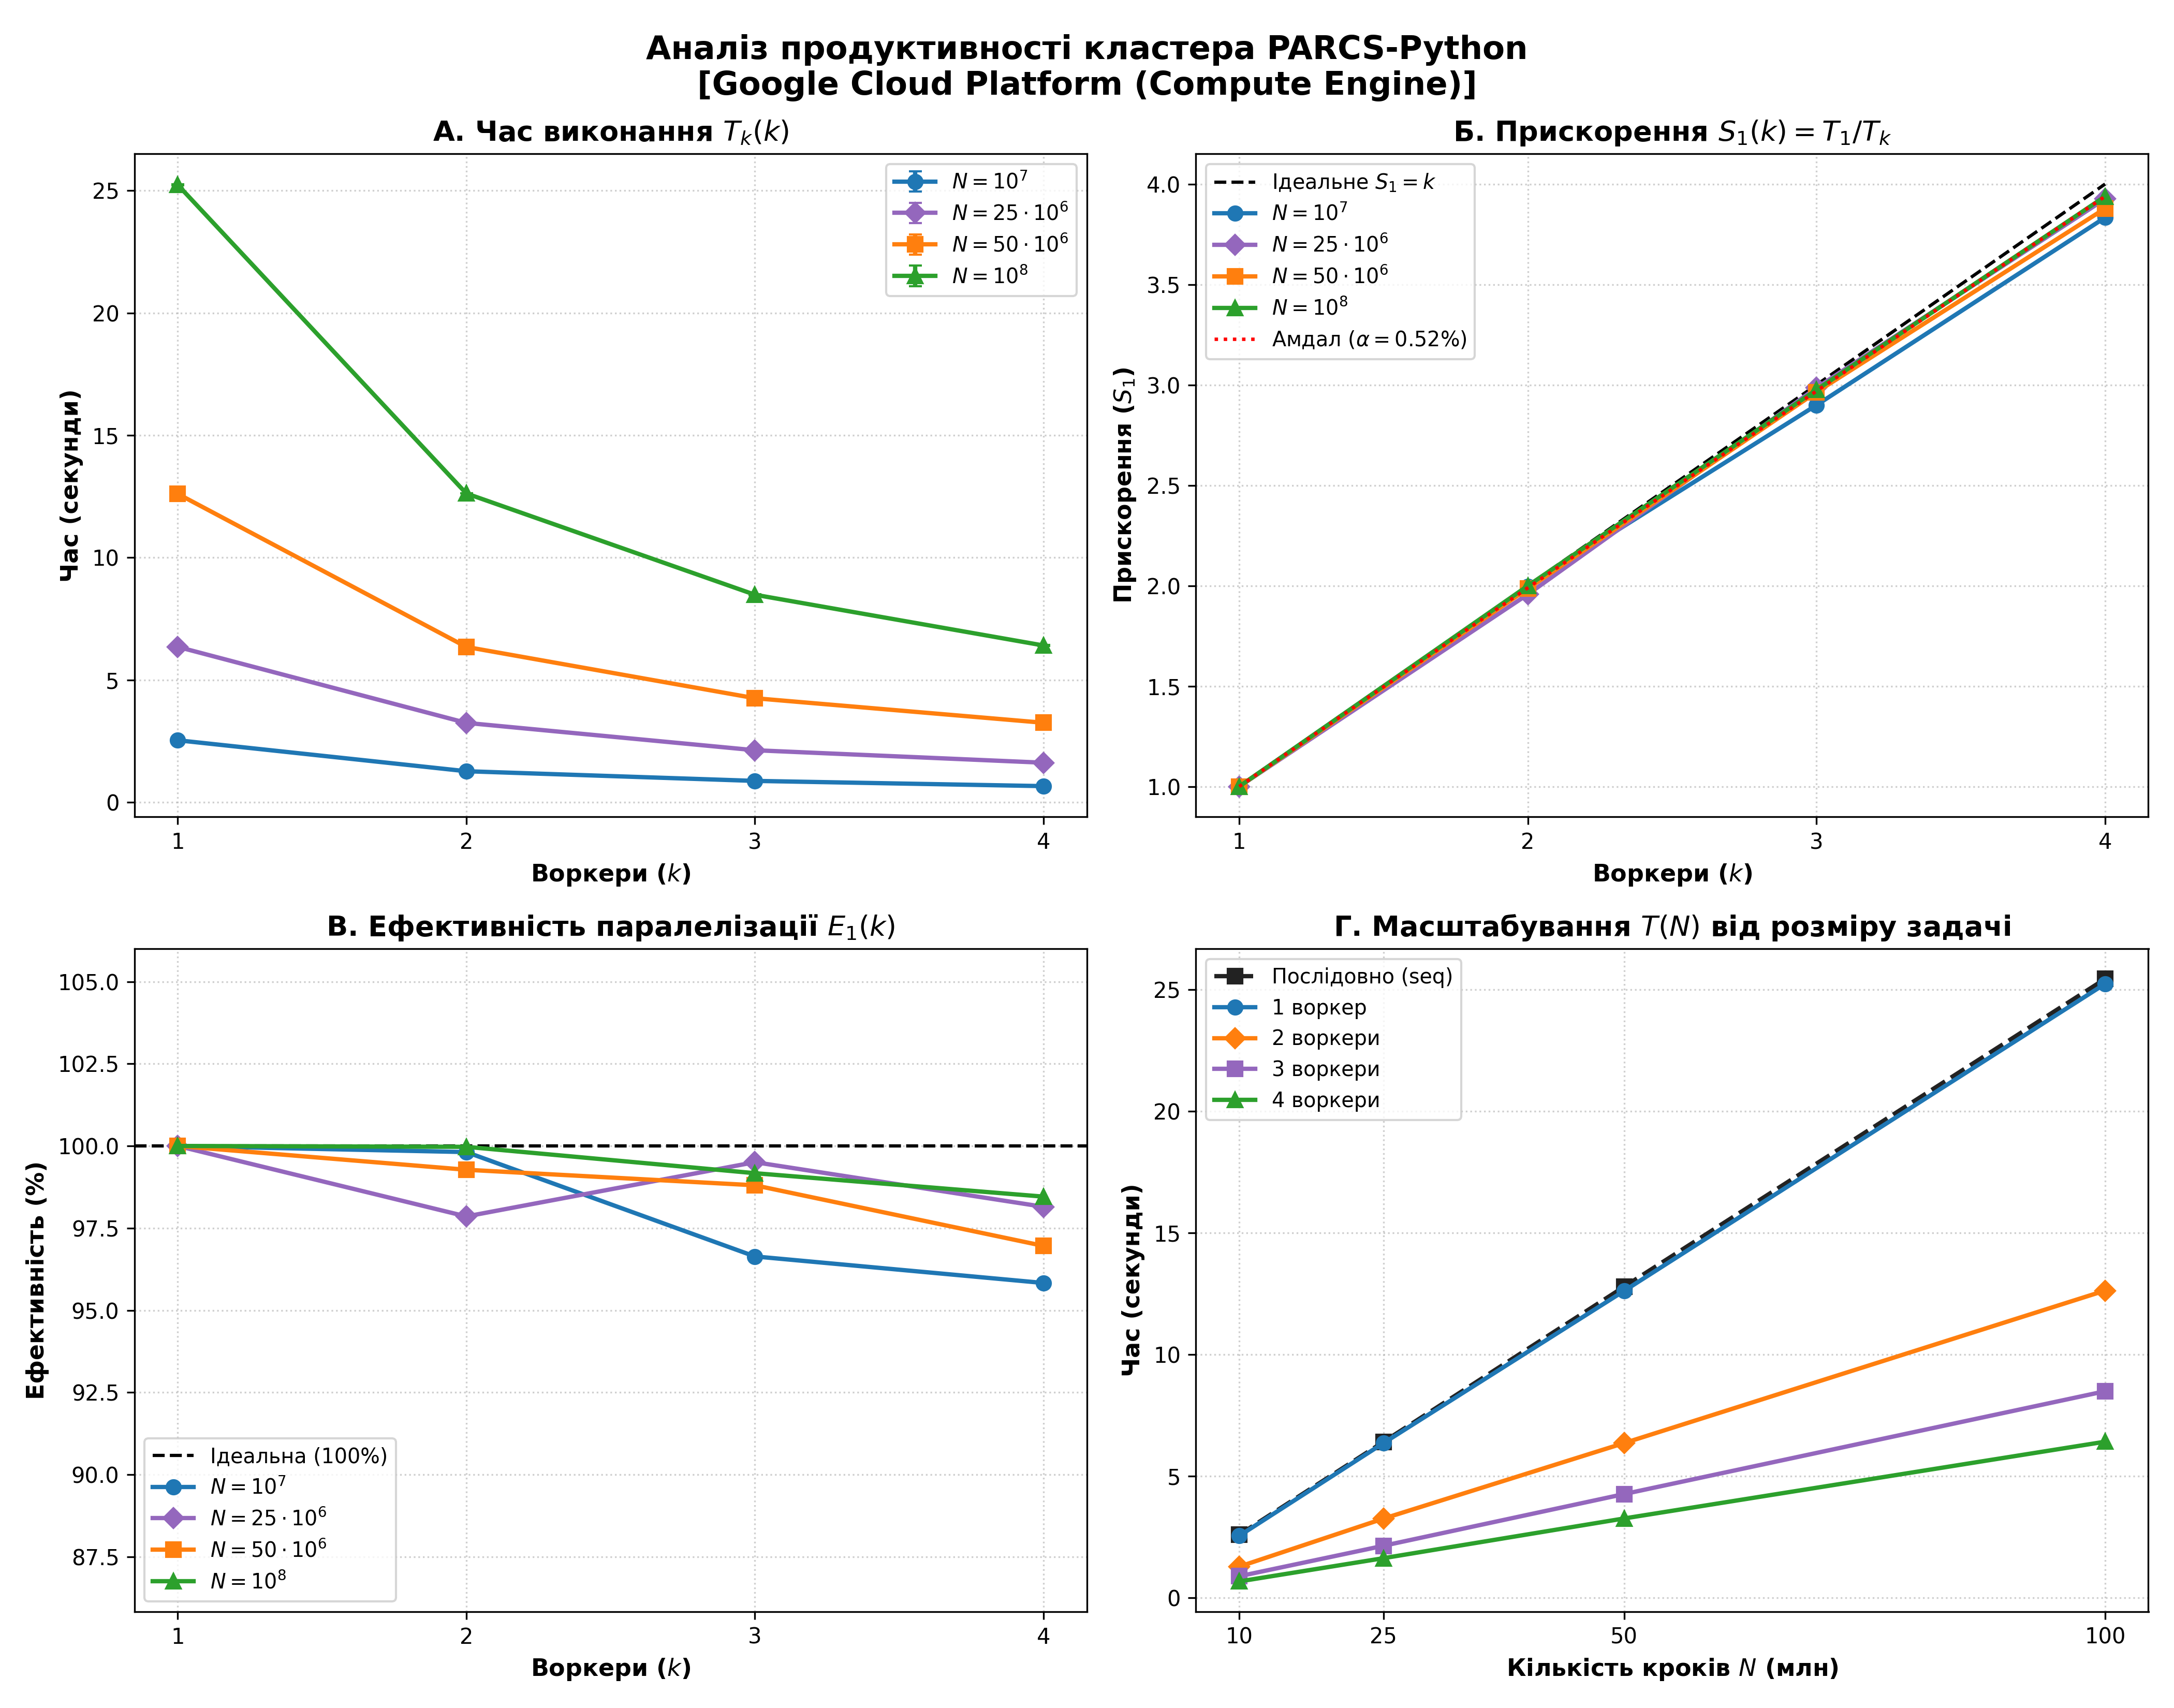 Аналіз продуктивності кластера PARCS-Python
[Google Cloud Platform (Compute Engine)]
А. Час виконання $T_k(k)$
25
20
15
10
5
0
Час (секунди)
$N = 10^7$
$N = 25 \cdot 10^6$
$N = 50 \cdot 10^6$
$N = 10^8$
1 2 3 4
Воркери ($k$)
Б. Прискорення $S_1(k) = T_1/T_k$
4.0
3.5
3.0
2.5
2.0
1.5
1.0
Прискорення ($S_1$)
Ідеальне $S_1 = k$
$N = 10^7$
$N = 25 \cdot 10^6$
$N = 50 \cdot 10^6$
$N = 10^8$
Амдал ($\alpha = 0.52\%$)
1 2 3 4
Воркери ($k$)
В. Ефективність паралелізації $E_1(k)$
105.0
102.5
100.0
97.5
95.0
92.5
90.0
87.5
Ефективність (%)
Ідеальна (100%)
$N = 10^7$
$N = 25 \cdot 10^6$
$N = 50 \cdot 10^6$
$N = 10^8$
1 2 3 4
Воркери ($k$)
Г. Масштабування $T(N)$ від розміру задачі
25
20
15
10
5
0
Час (секунди)
Послідовно (seq)
1 воркер
2 воркери
3 воркери
4 воркери
10 25 50 100
Кількість кроків $N$ (млн)